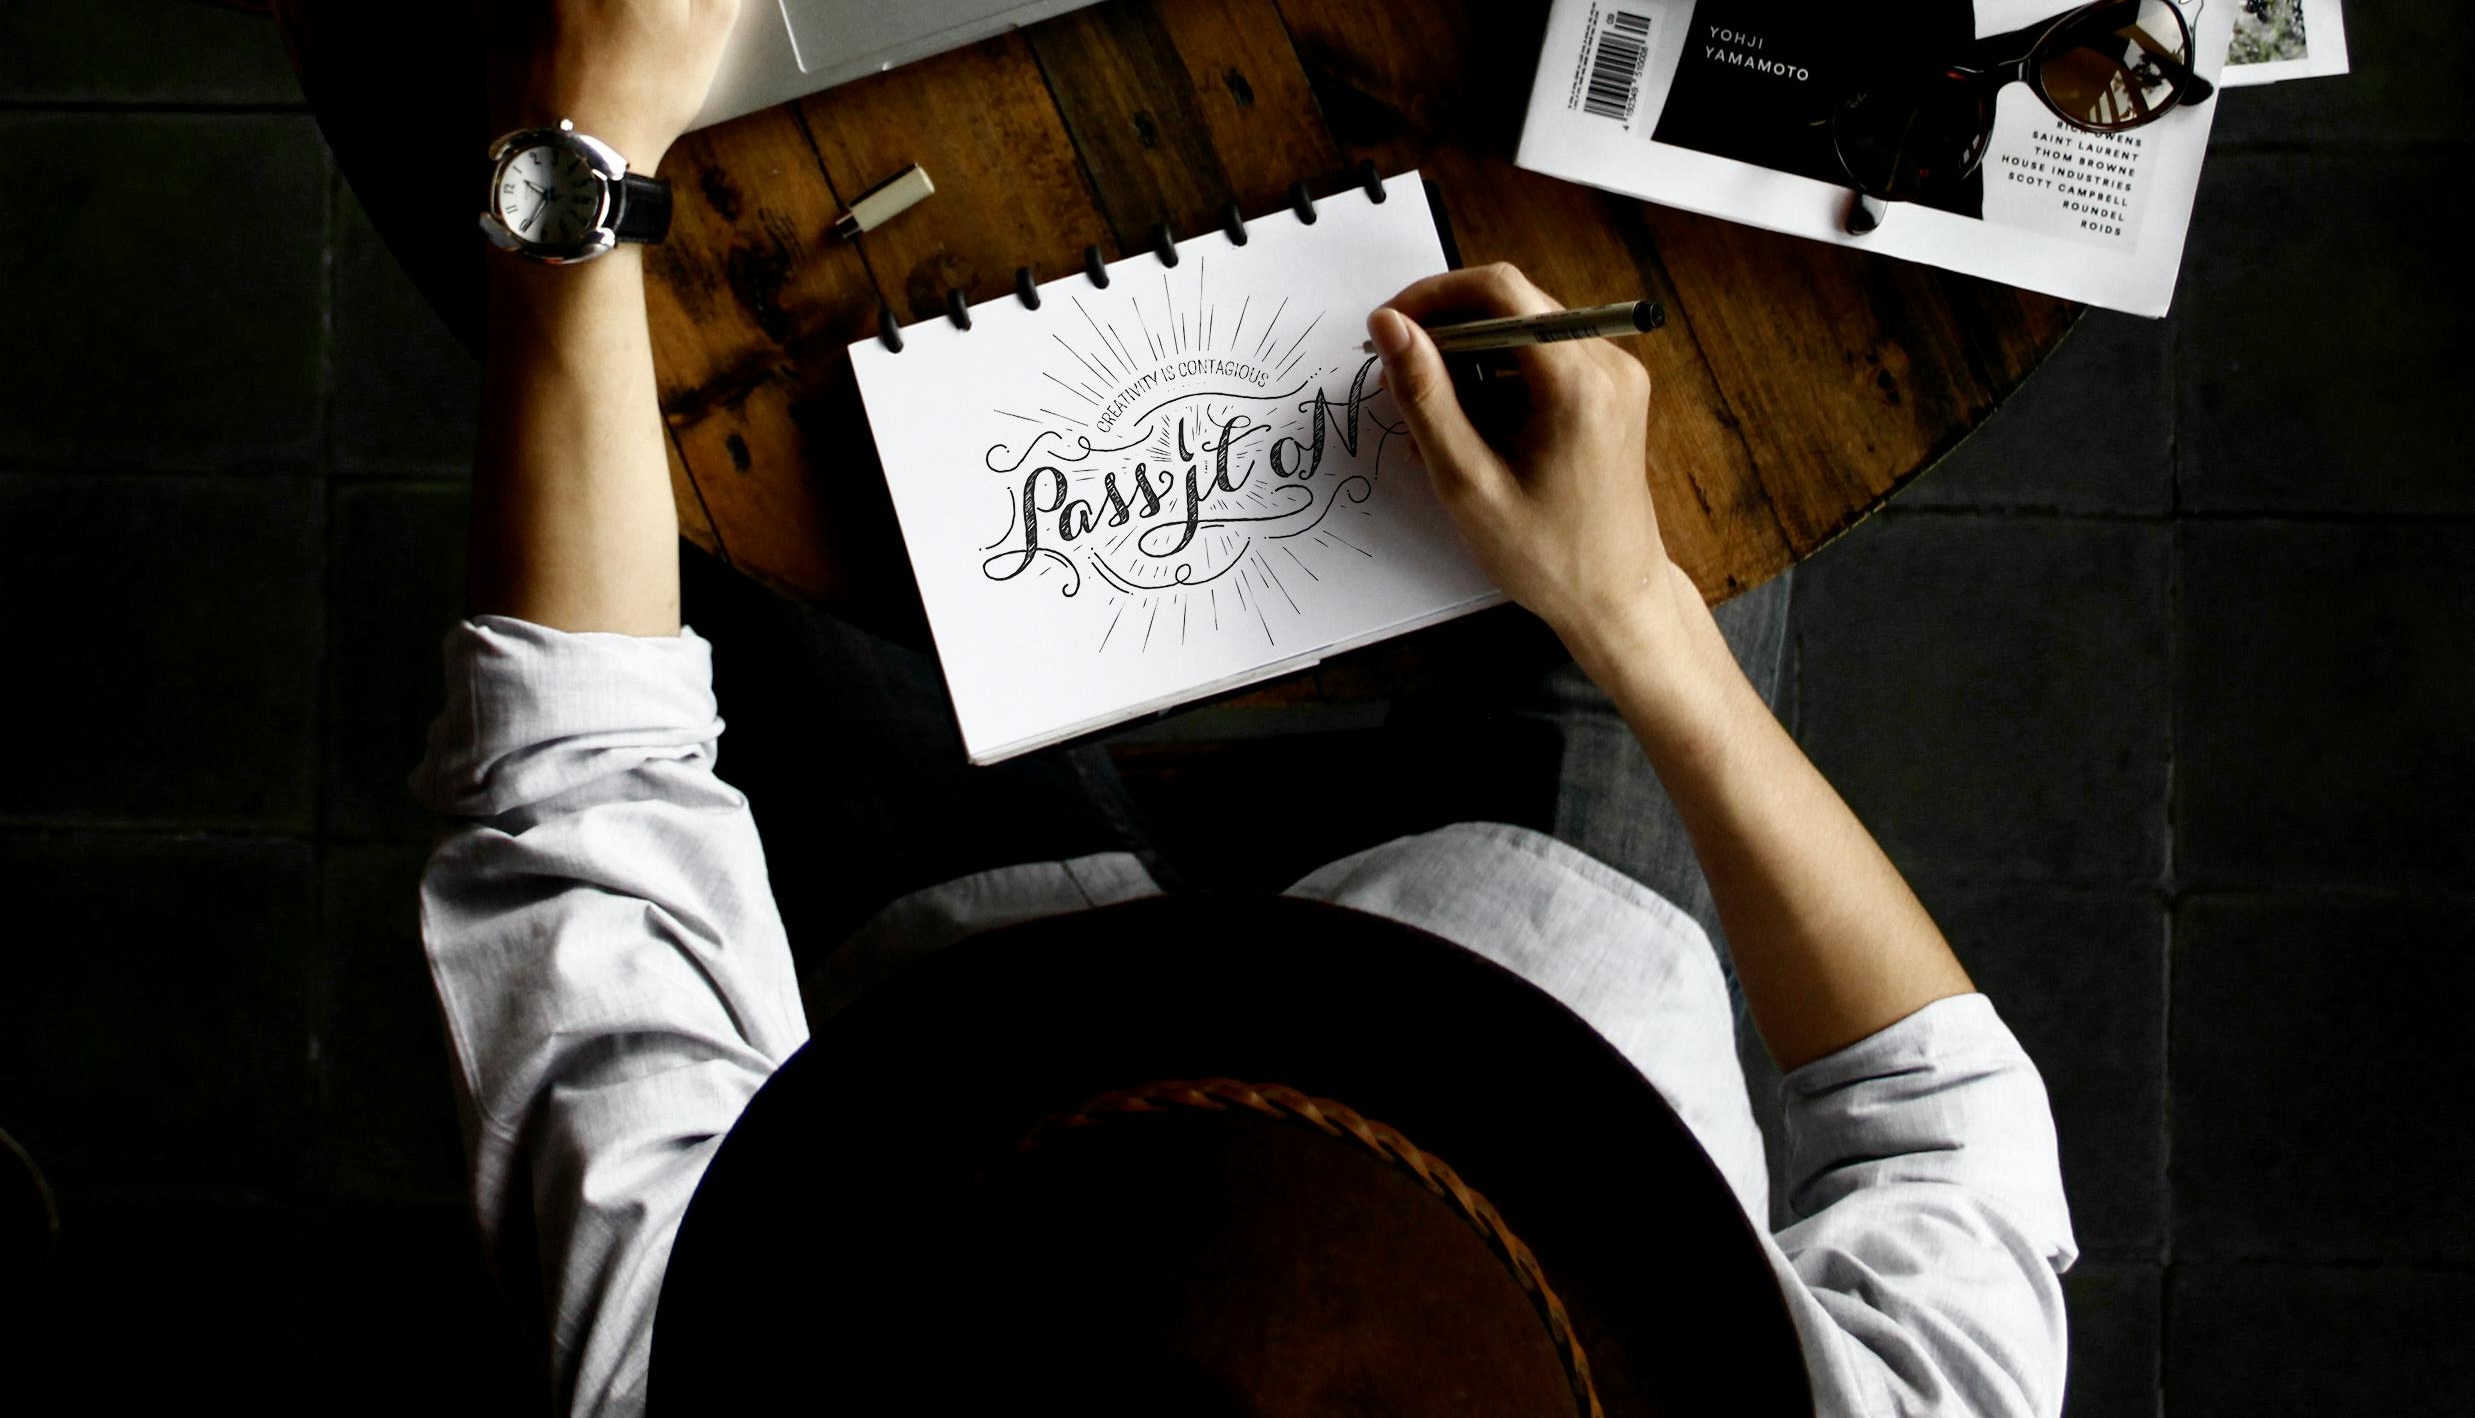 YOHJI
YAMAMOTO
RICK OWENS
SAINT LAURENT
THOM BROWNE
HOUSE INDUSTRIES
SCOTT CAMPBELL
ROUNDEL
ROIDS
CREATIVITY IS CONTAGIOUS
Pass it oN